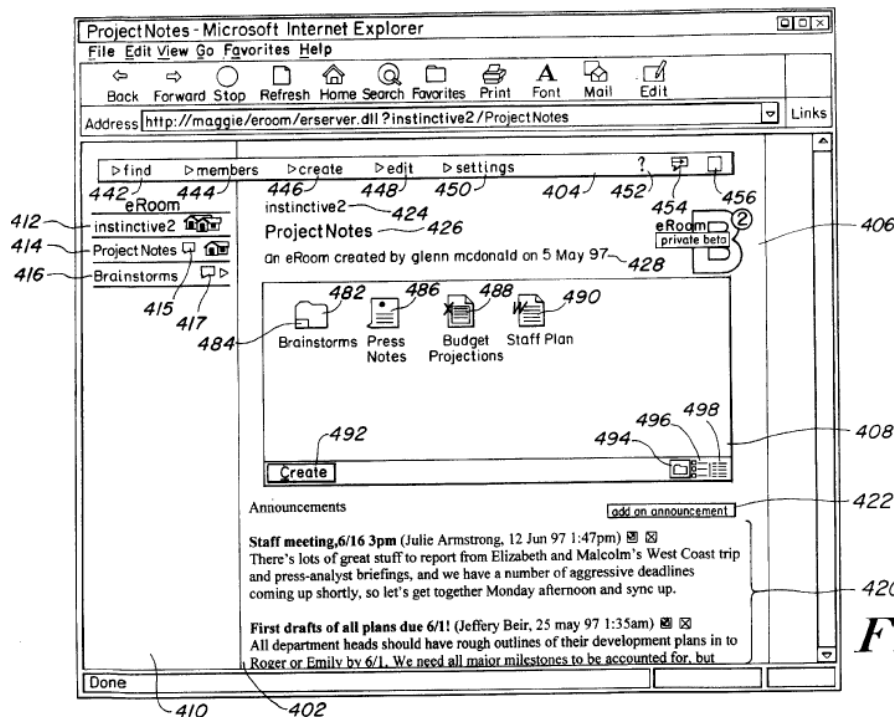 ProjectNotes - Microsoft Internet Explorer
File Edit View Go Favorites Help
Back Forward Stop Refresh Home Search Favorites Print Font Mail Edit
Address http://maggie/eroom/erserver.dll?instinctive2/ProjectNotes Links
find members create edit settings ?
442 444 446 448 450 404 452 454 456
eRoom
412 instinctive2
414 ProjectNotes
416 Brainstorms
415 417
instinctive2 424
ProjectNotes 426
an eRoom created by glenn mcdonald on 5 May 97 428
eRoom B 2
private beta
406
482 486 488 490
484
X W
Brainstorms Press Notes Budget Projections Staff Plan
492 494 496 498
408
Create
Announcements add an announcement 422
Staff meeting,6/16 3pm (Julie Armstrong, 12 Jun 97 1:47pm)
There's lots of great stuff to report from Elizabeth and Malcolm's West Coast trip
and press-analyst briefings, and we have a number of aggressive deadlines
coming up shortly, so let's get together Monday afternoon and sync up.
420
First drafts of all plans due 6/1! (Jeffery Beir, 25 may 97 1:35am)
All department heads should have rough outlines of their development plans in to
Roger or Emily by 6/1. We need all major milestones to be accounted for, but
F
Done
410 402